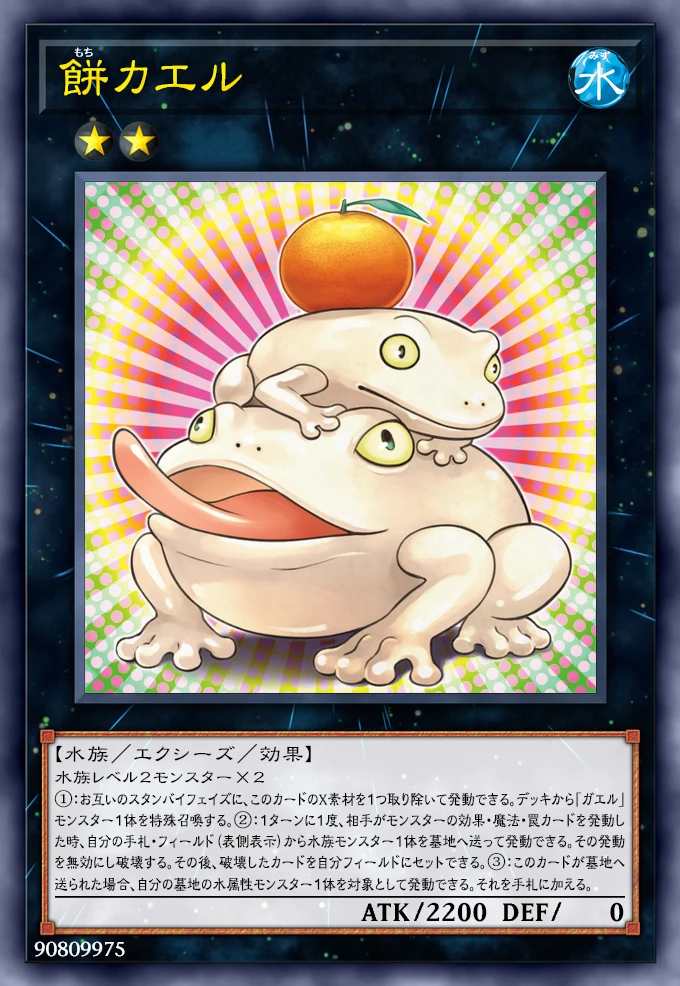 もち
餅カエル
みず
水
【水族／エクシーズ／効果】
水族レベル２モンスター×２
①：お互いのスタンバイフェイズに、このカードのX素材を１つ取り除いて発動できる。デッキから「ガエル」
モンスター１体を特殊召喚する。②：１ターンに１度、相手がモンスターの効果・魔法・罠カードを発動し
た時、自分の手札・フィールド（表側表示）から水族モンスター１体を墓地へ送って発動できる。その発動
を無効にし破壊する。その後、破壊したカードを自分フィールドにセットできる。③：このカードが墓地へ
送られた場合、自分の墓地の水属性モンスター１体を対象として発動できる。それを手札に加える。
ATK/2200 DEF/ 0
90809975